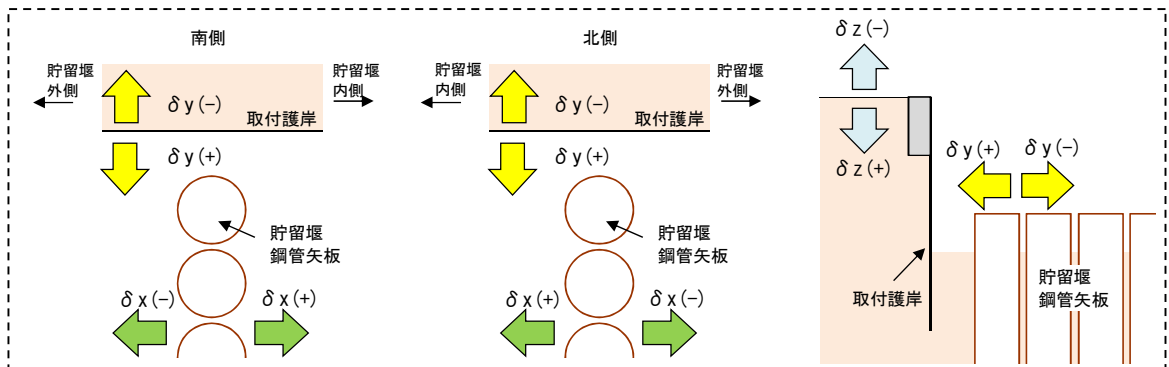 南側
貯留堰
外側
δy(−)
貯留堰
内側
取付護岸
δy(+)
貯留堰
鋼管矢板
δx(−)
δx(+)
北側
貯留堰
内側
δy(−)
貯留堰
外側
取付護岸
δy(+)
貯留堰
鋼管矢板
δx(+)
δx(−)
δz(−)
δz(+)
δy(+)
δy(−)
取付護岸
貯留堰
鋼管矢板